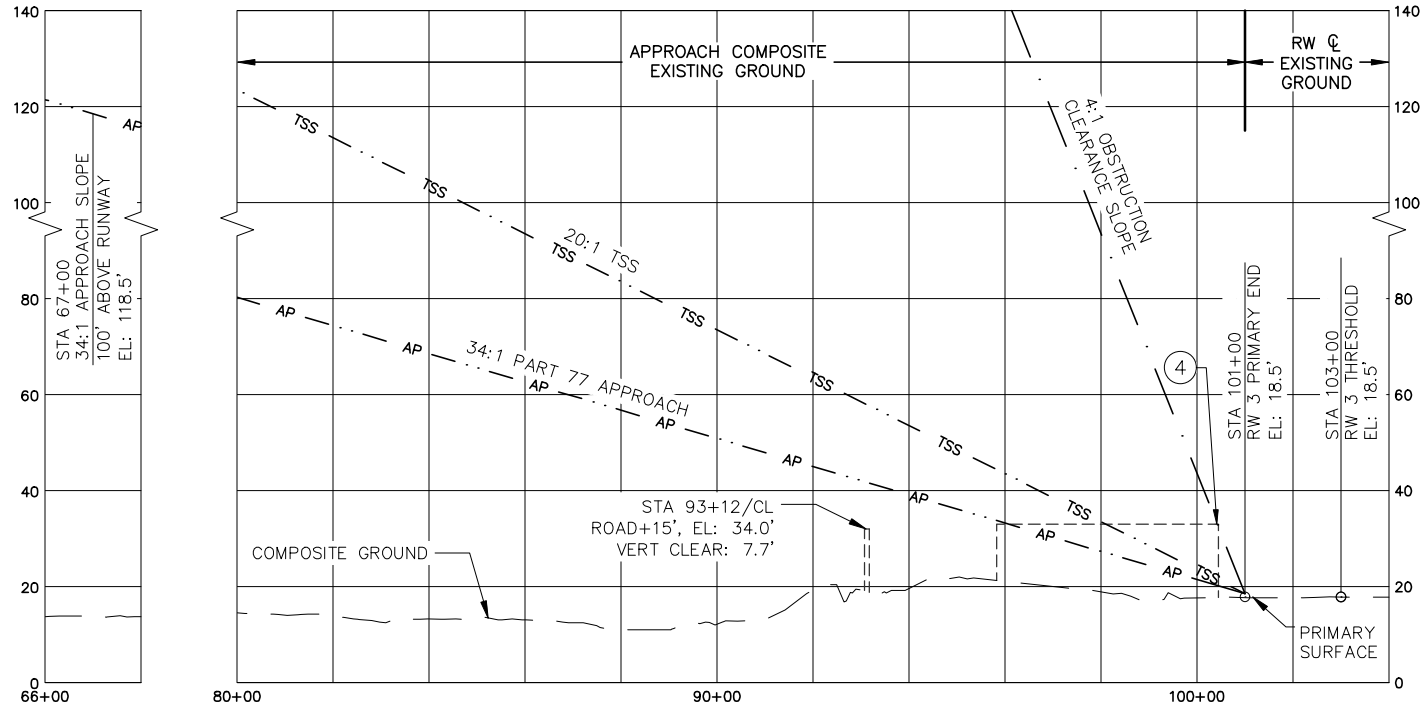 140
120
100
80
60
40
20
0
66+00
AP
STA 67+00
34:1 APPROACH SLOPE
100' ABOVE RUNWAY
EL: 118.5'
APPROACH COMPOSITE
EXISTING GROUND
RW ℄
EXISTING
GROUND
TSS
TSS
20:1 TSS
TSS
TSS
TSS
TSS
TSS
TSS
4:1 OBSTRUCTION
CLEARANCE SLOPE
AP
AP
34:1 PART 77 APPROACH
AP
AP
AP
AP
AP
AP
4
STA 101+00
RW 3 PRIMARY END
EL: 18.5'
STA 103+00
RW 3 THRESHOLD
EL: 18.5'
STA 93+12/CL
ROAD+15', EL: 34.0'
VERT CLEAR: 7.7'
COMPOSITE GROUND
PRIMARY
SURFACE
80+00
90+00
100+00
140
120
100
80
60
40
20
0